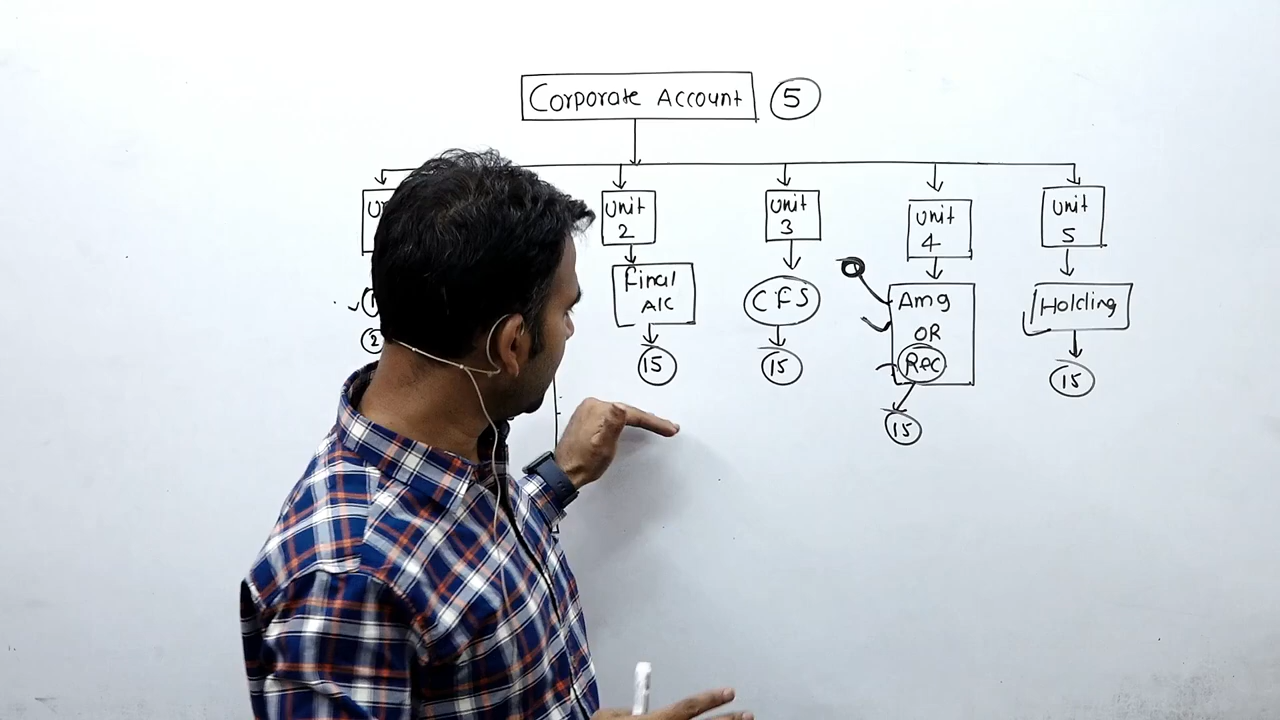 Corporate Account 5
Unit
2
Unit
3
Unit
4
Unit
5
Final
A/C
CFS
Amg
OR
Rec
Holding
15
15
15
15
2